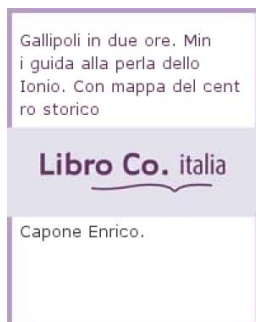 Gallipoli in due ore. Min
i guida alla perla dello
Ionio. Con mappa del cent
ro storico
Libro Co. italia
Capone Enrico.